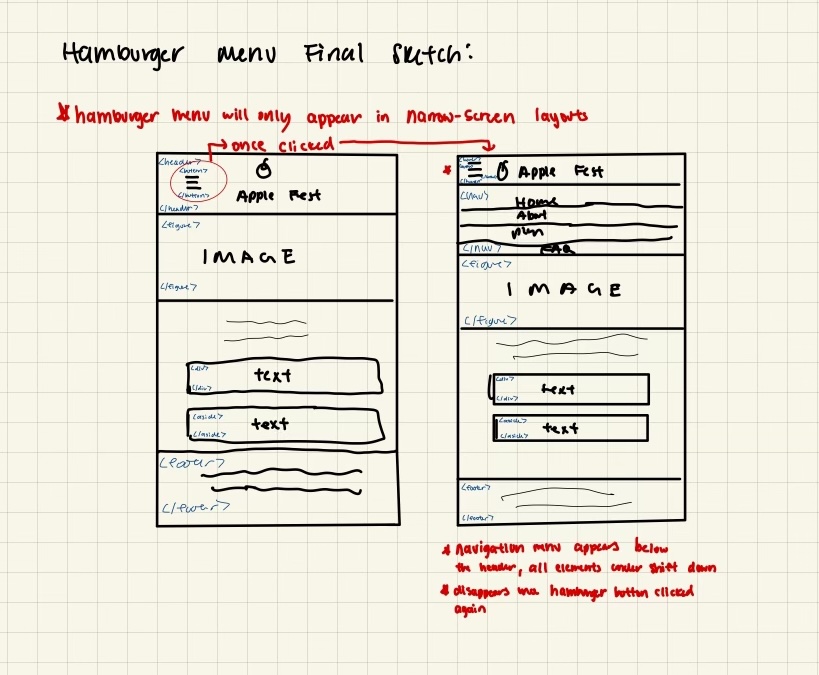 Hamburger menu Final Sketch:
* hamburger menu will only appear in narrow-screen layouts
once clicked
<header>
<button>
</button>
Apple Fest
</header>
<figure>
IMAGE
</figure>
<div>
text
</div>
<aside>
text
</aside>
<footer>
</footer>
* Apple Fest
<nav>
Home
About
</nav> FAQ
<figure>
IMAGE
</figure>
<div>
text
</div>
<aside>
text
</aside>
<footer>
</footer>
* navigation menu appears below
the header, all elements under shift down
* disappears hamburger button clicked
again